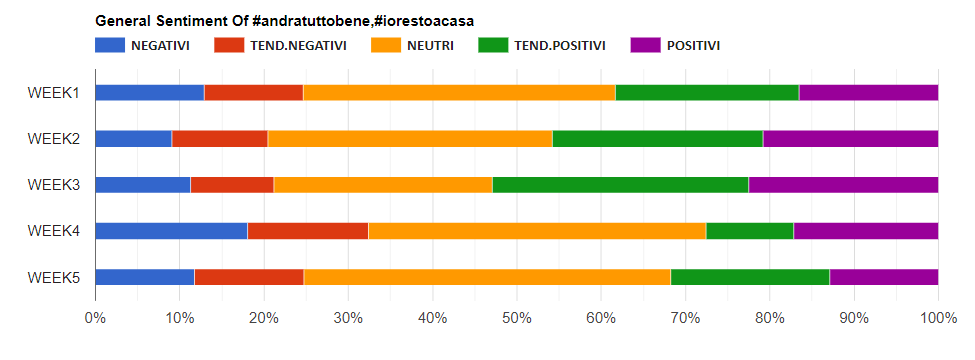 General Sentiment Of #andratuttobene,#iorestoacasa
NEGATIVI TEND.NEGATIVI NEUTRI TEND.POSITIVI POSITIVI
WEEK1
WEEK2
WEEK3
WEEK4
WEEK5
0% 10% 20% 30% 40% 50% 60% 70% 80% 90% 100%